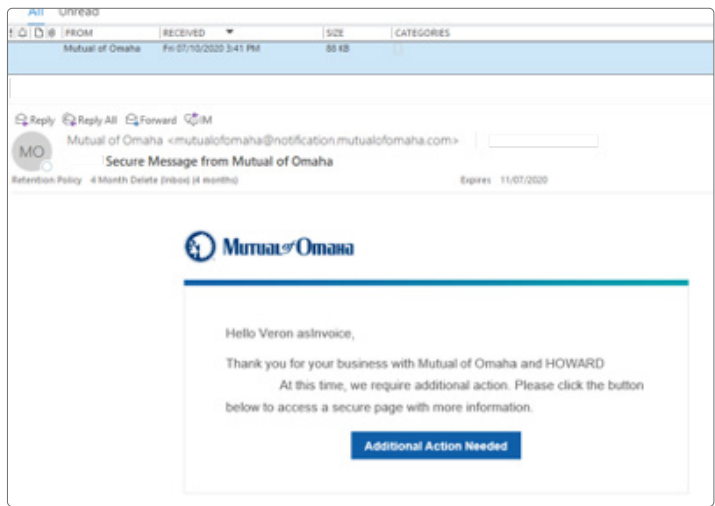 All Unread
FROM RECEIVED SIZE CATEGORIES
Mutual of Omaha Fri 07/10/2020 3:41 PM 88 KB
Reply Reply All Forward IM
MO
Mutual of Omaha <mutualofomaha@notification.mutualofomaha.com>
Secure Message from Mutual of Omaha
Retention Policy 4 Month Delete (Inbox) (4 months) Expires 11/07/2020
Mutual of Omaha
Hello Veron asInvoice,
Thank you for your business with Mutual of Omaha and HOWARD
At this time, we require additional action. Please click the button
below to access a secure page with more information.
Additional Action Needed